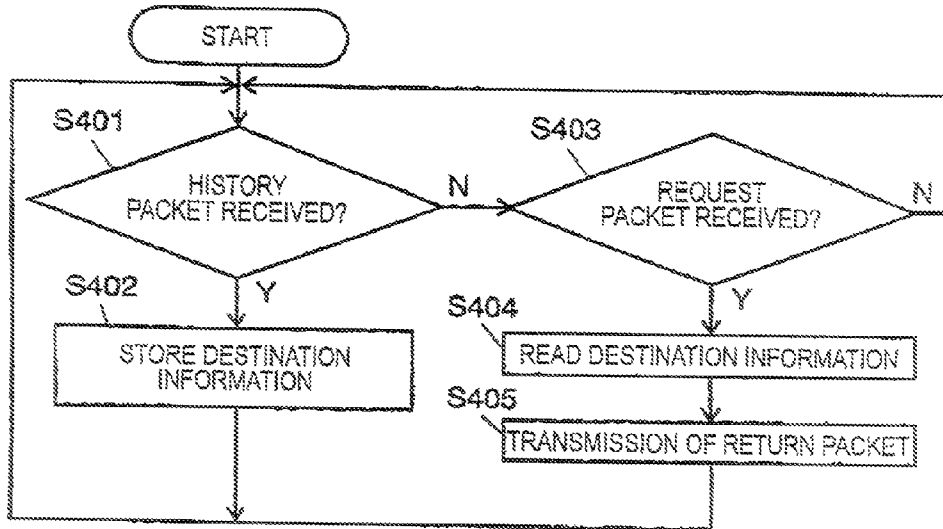 START
S401
HISTORY
PACKET RECEIVED?
N
Y
S403
REQUEST
PACKET RECEIVED?
N
Y
S402
STORE DESTINATION
INFORMATION
S404
READ DESTINATION INFORMATION
S405
TRANSMISSION OF RETURN PACKET